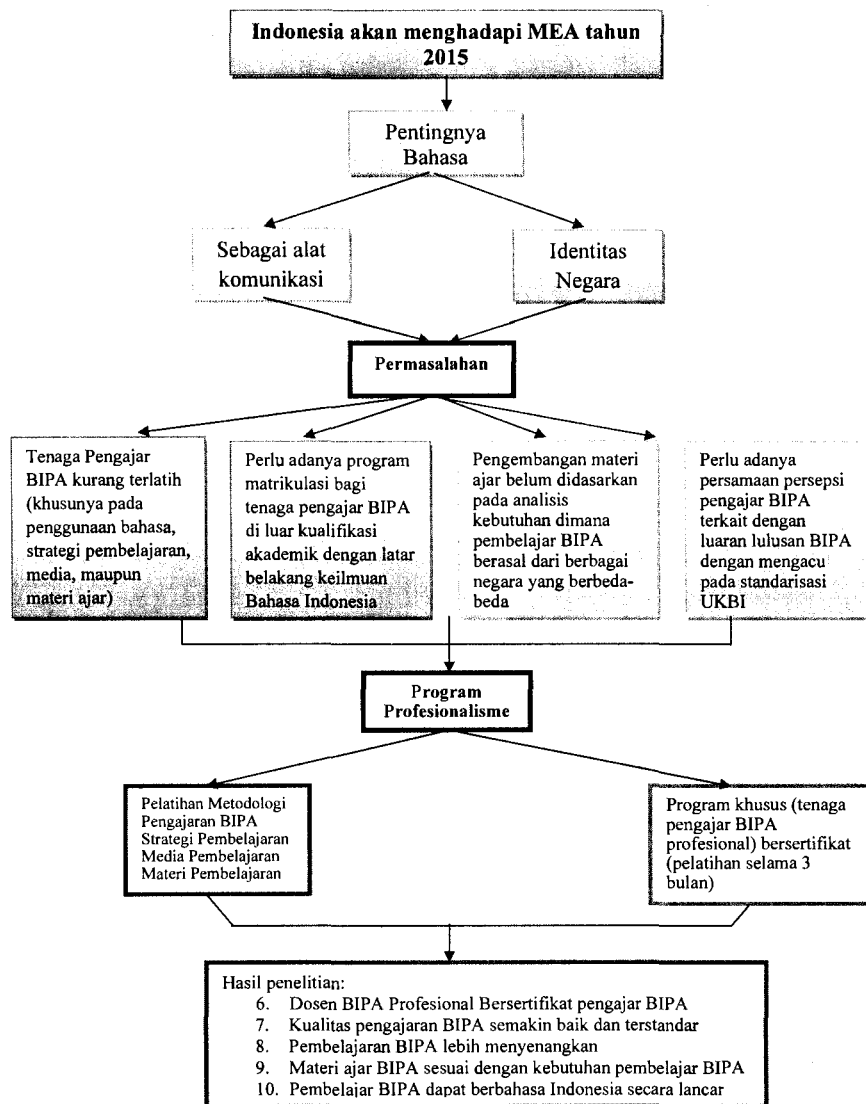 Indonesia akan menghadapi MEA tahun
2015
Pentingnya
Bahasa
Sebagai alat
komunikasi
Identitas
Negara
Permasalahan
Tenaga Pengajar
BIPA kurang terlatih
(khusunya pada
penggunaan bahasa,
strategi pembelajaran,
media, maupun
materi ajar)
Perlu adanya program
matrikulasi bagi
tenaga pengajar BIPA
di luar kualifikasi
akademik dengan latar
belakang keilmuan
Bahasa Indonesia
Pengembangan materi
ajar belum didasarkan
pada analisis
kebutuhan dimana
pembelajar BIPA
berasal dari berbagai
negara yang berbeda-
beda
Perlu adanya
persamaan persepsi
pengajar BIPA
terkait dengan
luaran lulusan BIPA
dengan mengacu
pada standarisasi
UKBI
Program
Profesionalisme
Pelatihan Metodologi
Pengajaran BIPA
Strategi Pembelajaran
Media Pembelajaran
Materi Pembelajaran
Program khusus (tenaga
pengajar BIPA
profesional) bersertifikat
(pelatihan selama 3
bulan)
Hasil penelitian:
6. Dosen BIPA Profesional Bersertifikat pengajar BIPA
7. Kualitas pengajaran BIPA semakin baik dan terstandar
8. Pembelajaran BIPA lebih menyenangkan
9. Materi ajar BIPA sesuai dengan kebutuhan pembelajar BIPA
10. Pembelajar BIPA dapat berbahasa Indonesia secara lancar